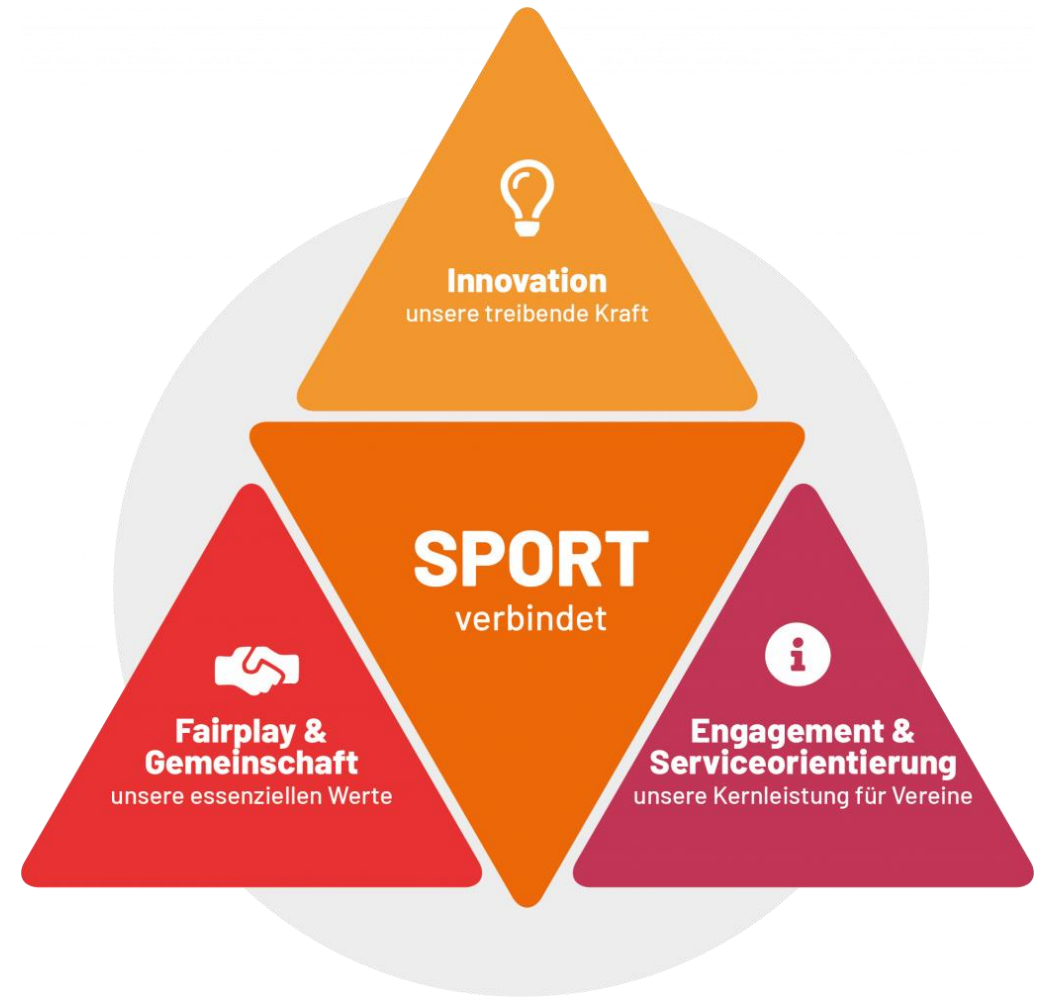 Innovation
unsere treibende Kraft
SPORT
verbindet
Fairplay &
Gemeinschaft
unsere essenziellen Werte
Engagement &
Serviceorientierung
unsere Kernleistung für Vereine